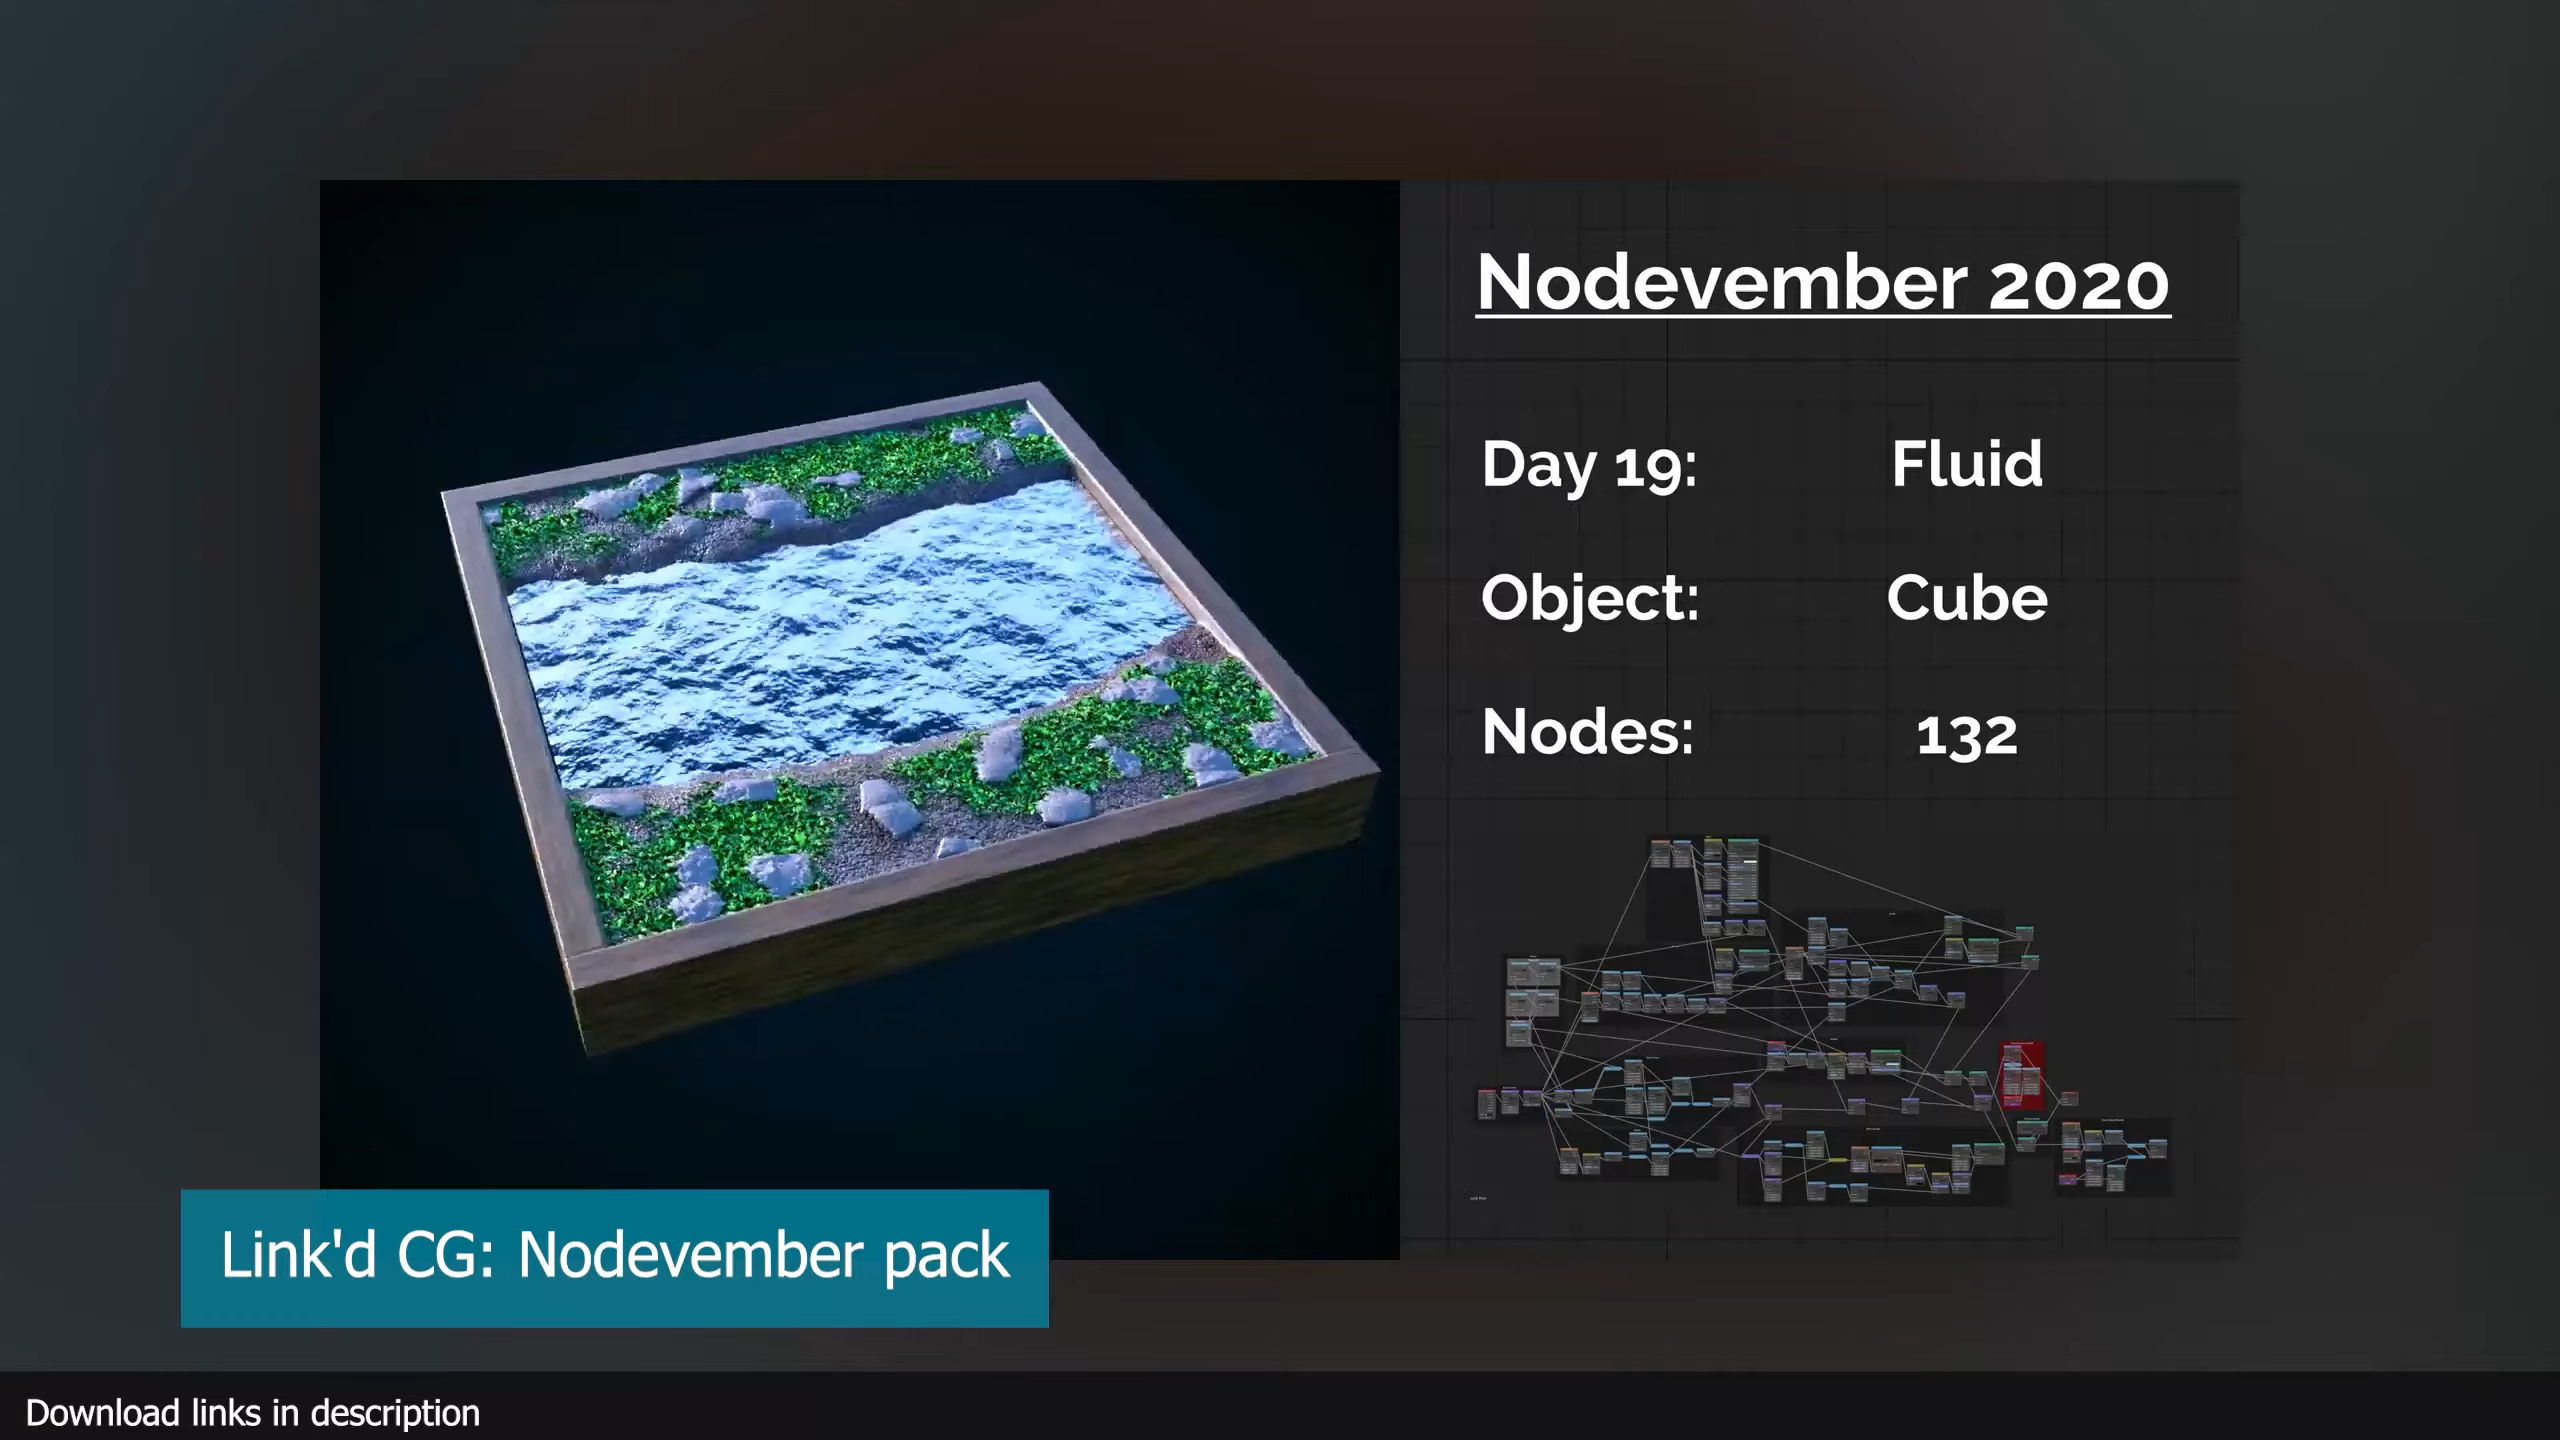 Nodevember 2020
Day 19: Fluid
Object: Cube
Nodes: 132
Link'd CG: Nodevember pack
Download links in description